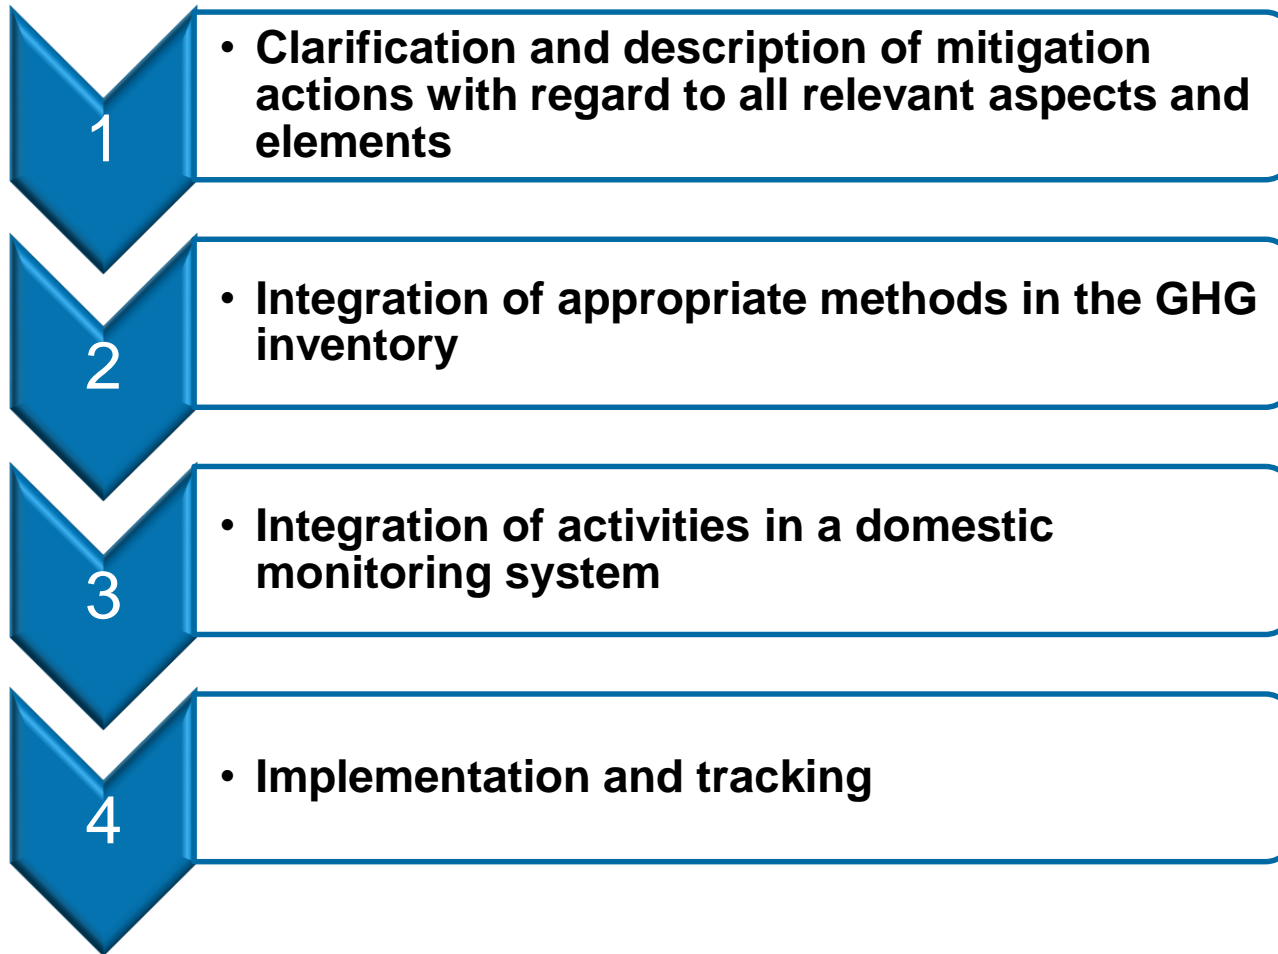 1
• Clarification and description of mitigation
actions with regard to all relevant aspects and
elements
2
• Integration of appropriate methods in the GHG
inventory
3
• Integration of activities in a domestic
monitoring system
4
• Implementation and tracking